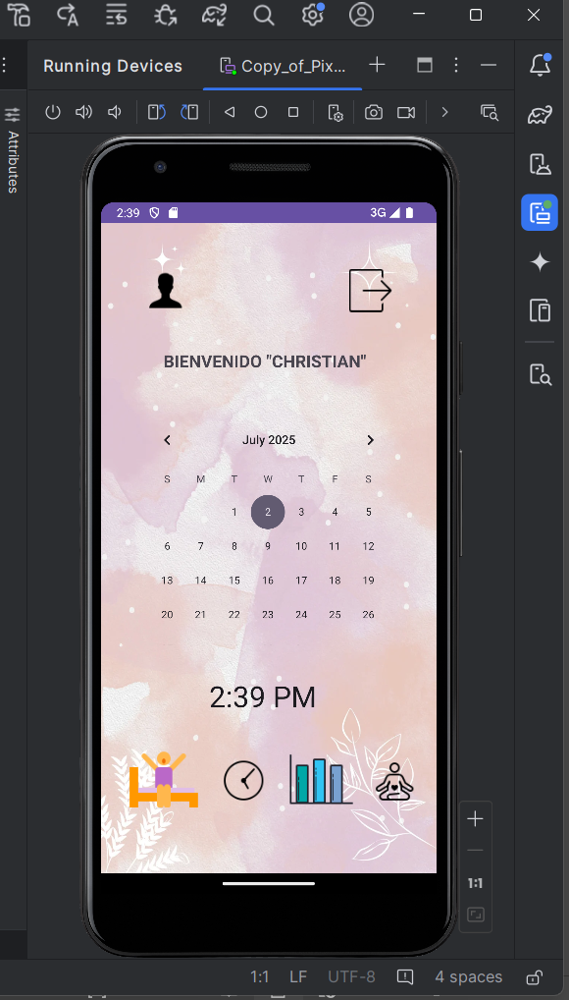 Running Devices
Copy_of_Pix...
Attributes
2:39
3G
BIENVENIDO "CHRISTIAN"
July 2025
S M T W T F S
1 2 3 4 5
6 7 8 9 10 11 12
13 14 15 16 17 18 19
20 21 22 23 24 25 26
2:39 PM
1:1
1:1 LF UTF-8 4 spaces